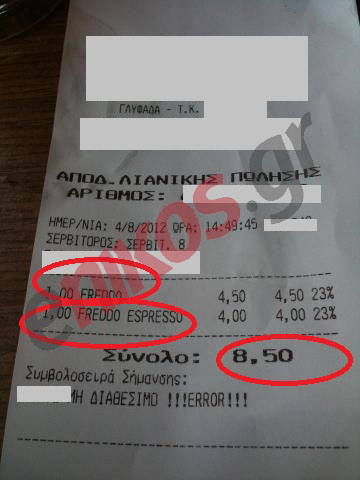 ΓΛΥΦΑΔΑ - Τ.Κ.
ΑΠΟΔ.ΛΙΑΝΙΚΗΣ ΠΩΛΗΣΗΣ
ΑΡΙΘΜΟΣ:
ΗΜΕΡ/ΝΙΑ: 4/8/2012 ΩΡΑ: 14:49:45
ΣΕΡΒΙΤΟΡΟΣ: ΣΕΡΒΙΤ. 8
1,00 FREDDO 4,50 4,50 23%
1,00 FREDDO ESPRESSO 4,00 4,00 23%
Σύνολο: 8,50
Συμβολοσειρά Σήμανσης:
ΔΙΑΘΕΣΙΜΟ !!!ERROR!!!
enikos.gr